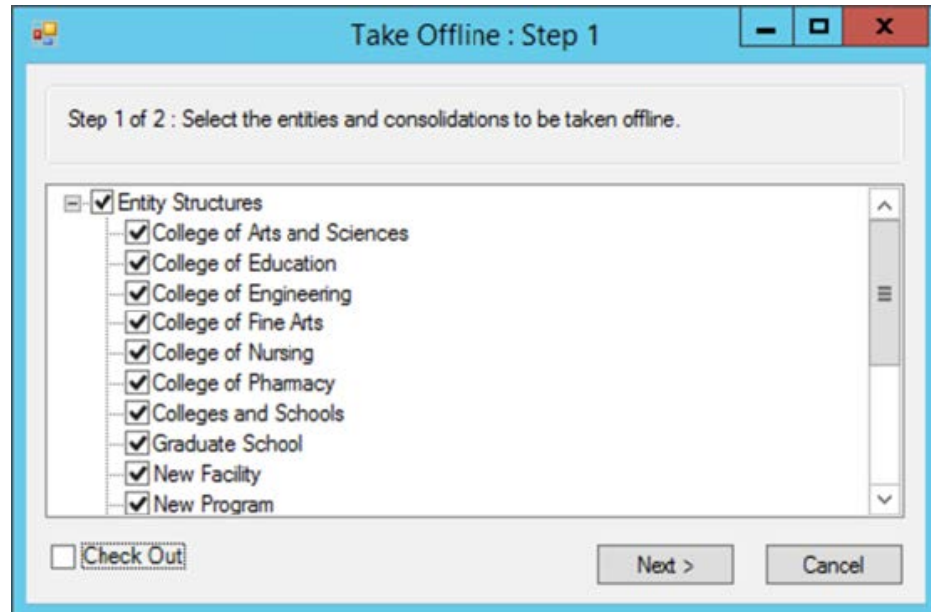 Take Offline : Step 1
Step 1 of 2 : Select the entities and consolidations to be taken offline.
Entity Structures
College of Arts and Sciences
College of Education
College of Engineering
College of Fine Arts
College of Nursing
College of Pharmacy
Colleges and Schools
Graduate School
New Facility
New Program
Check Out
Next >
Cancel